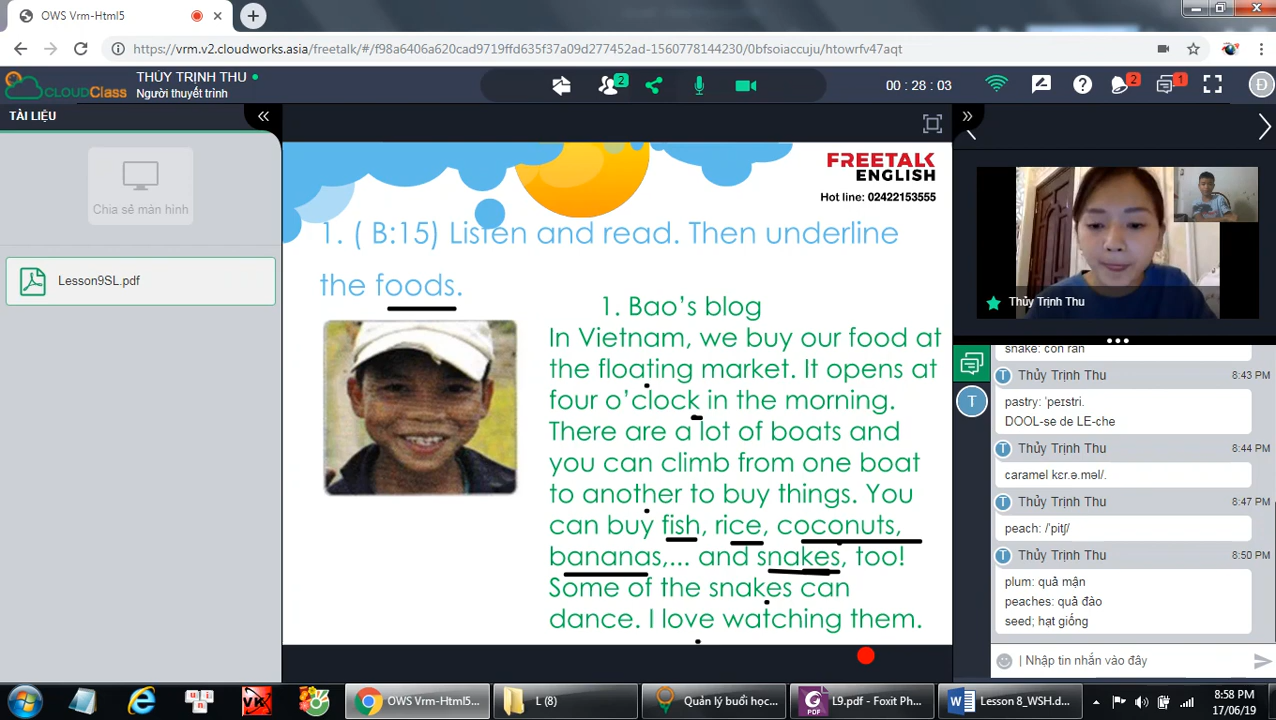 OWS Vrm-Html5
https://vrm.v2.cloudworks.asia/freetalk/#/f98a6406a620cad9719ffd635f37a09d277452ad-1560778144230/0bfsoiaccuju/htowrfv47aqt
CLOUDClass
THỦY TRỊNH THU
Người thuyết trình
2
00 : 28 : 03
2
1
Đ
TÀI LIỆU
Chia sẻ màn hình
Lesson9SL.pdf
FREETALK
ENGLISH
Hot line: 02422153555
1. ( B:15) Listen and read. Then underline
the foods.
1. Bao's blog
In Vietnam, we buy our food at
the floating market. It opens at
four o'clock in the morning.
There are a lot of boats and
you can climb from one boat
to another to buy things. You
can buy fish, rice, coconuts,
bananas,... and snakes, too!
Some of the snakes can
dance. I love watching them.
Thủy Trịnh Thu
snake: con rắn
T Thủy Trịnh Thu 8:43 PM
T
pastry: 'peɪstri.
DOOL-se de LE-che
T Thủy Trịnh Thu 8:44 PM
caramel kɛr.ə.məl/.
T Thủy Trịnh Thu 8:47 PM
peach: /'pitʃ/
T Thủy Trịnh Thu 8:50 PM
plum: quả mận
peaches: quả đào
seed; hạt giống
Nhập tin nhắn vào đây
OWS Vrm-Html5...
L (8)
Quản lý buổi học...
L9.pdf - Foxit Ph...
Lesson 8_WSH.d...
8:58 PM
17/06/19